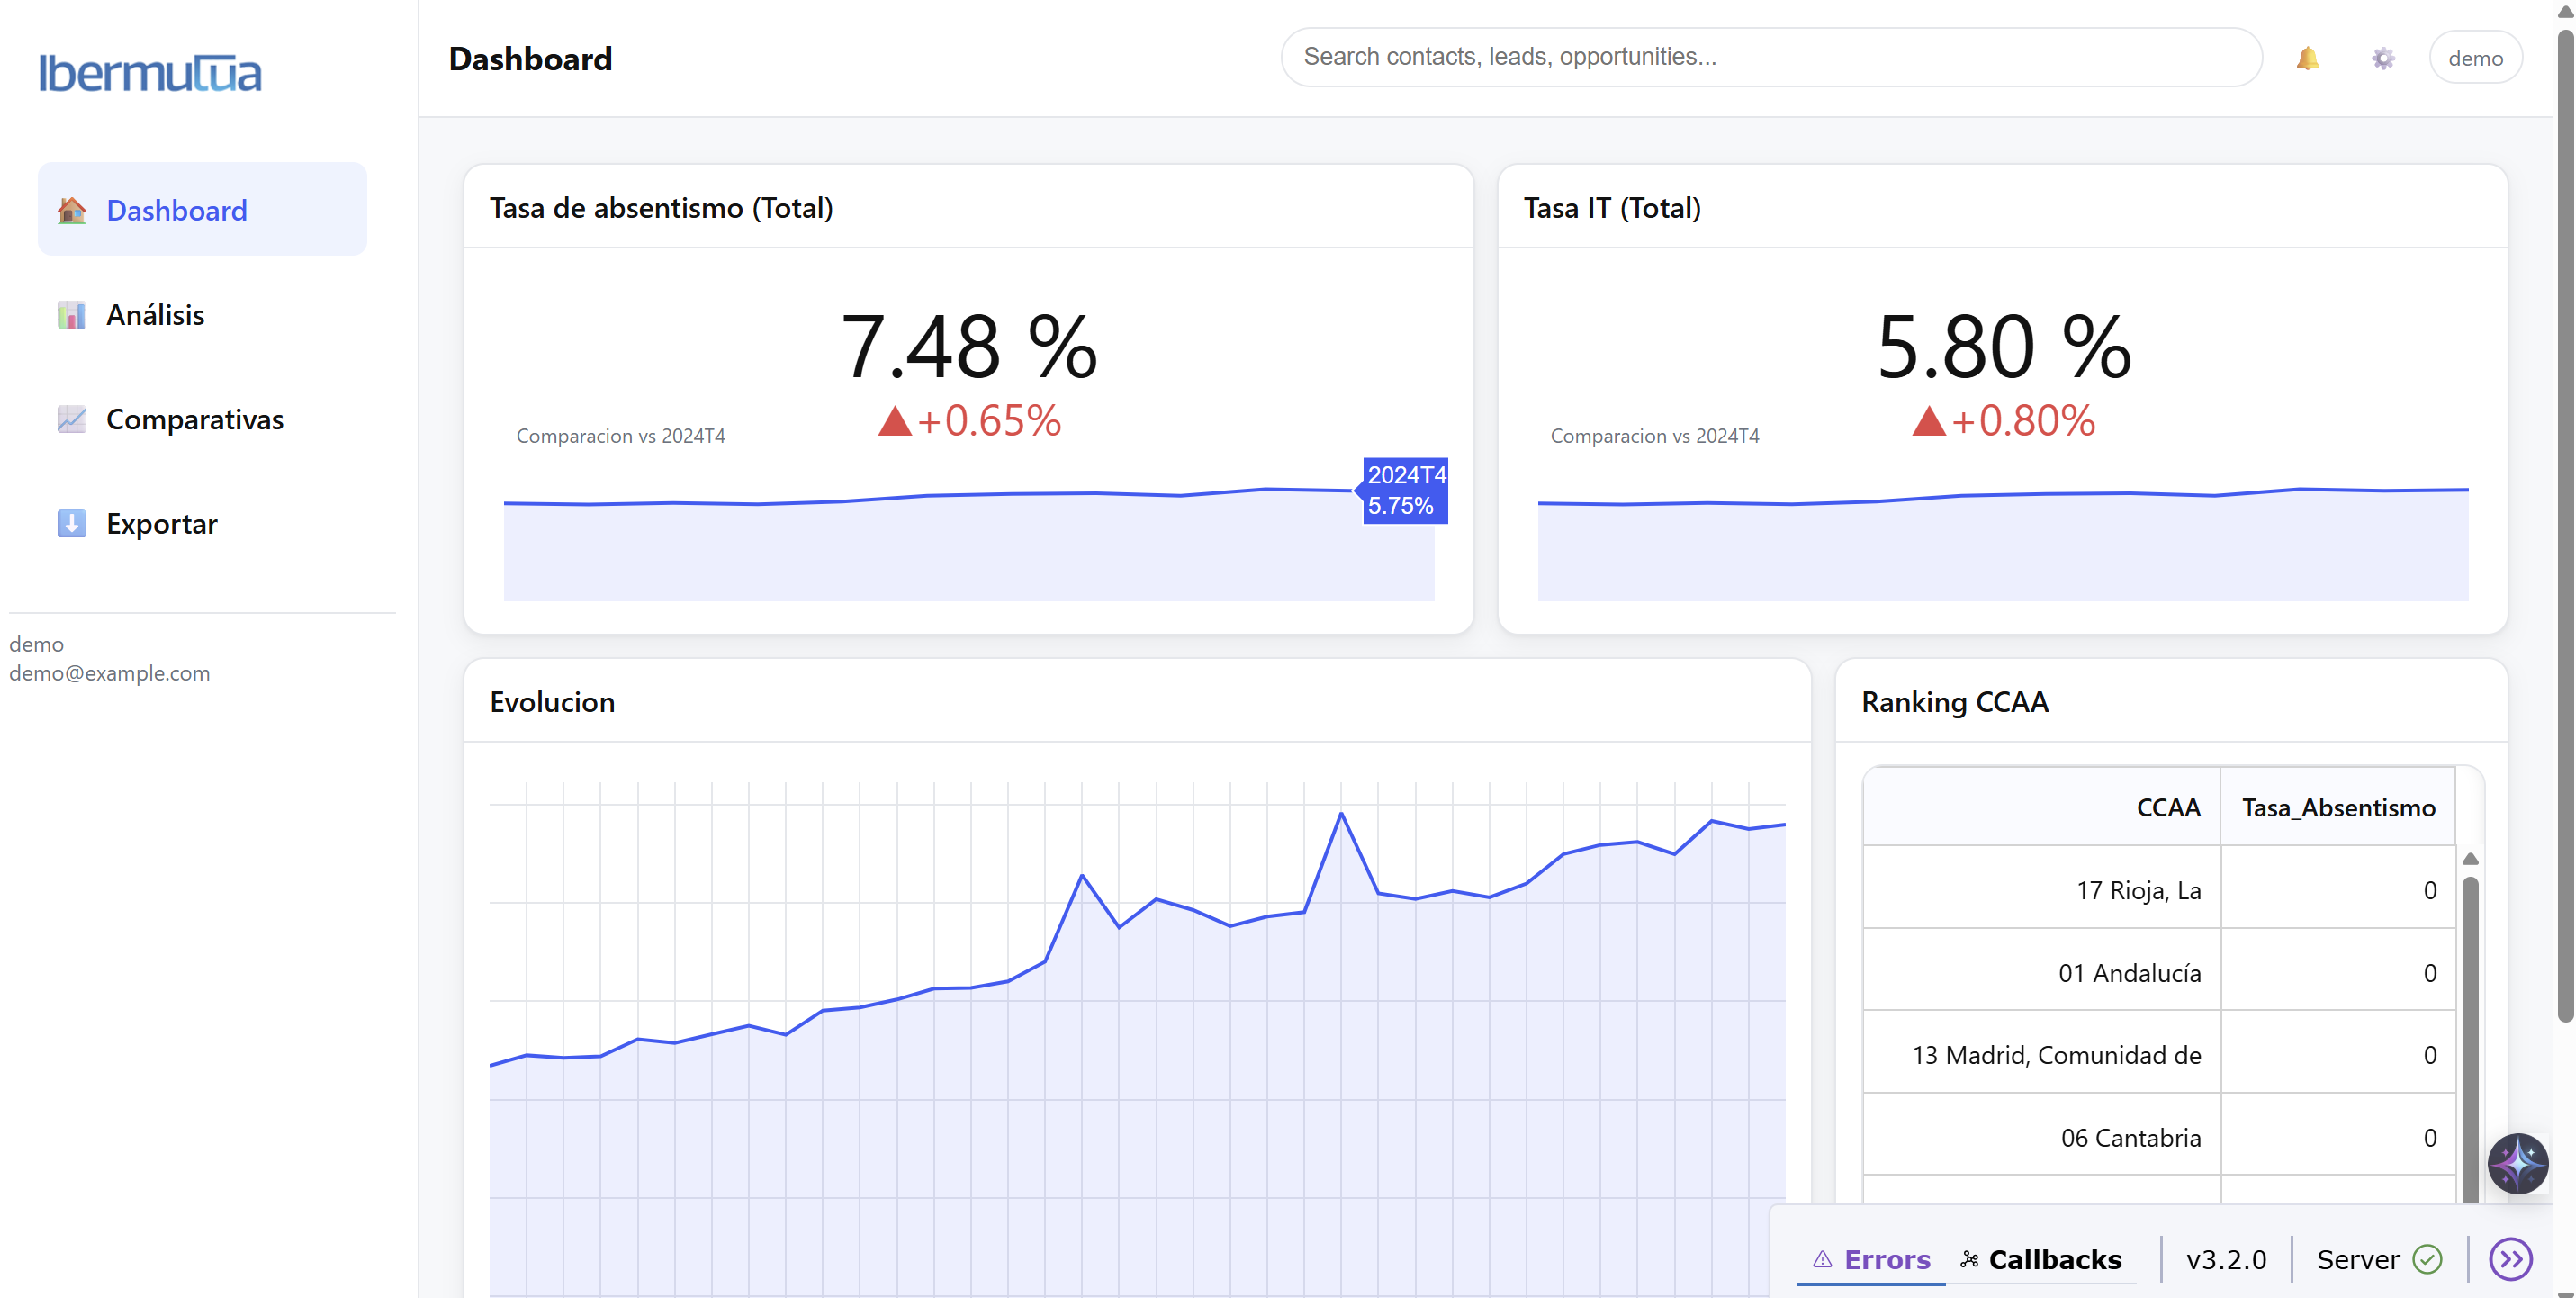 Ibermutua
Dashboard
Search contacts, leads, opportunities...
demo
Dashboard
Análisis
Comparativas
Exportar
demo
demo@example.com
Tasa de absentismo (Total)
7.48 %
▲+0.65%
Comparacion vs 2024T4
2024T4
5.75%
Tasa IT (Total)
5.80 %
▲+0.80%
Comparacion vs 2024T4
Evolucion
Ranking CCAA
CCAA Tasa_Absentismo
17 Rioja, La 0
01 Andalucía 0
13 Madrid, Comunidad de 0
06 Cantabria 0
Errors Callbacks v3.2.0 Server